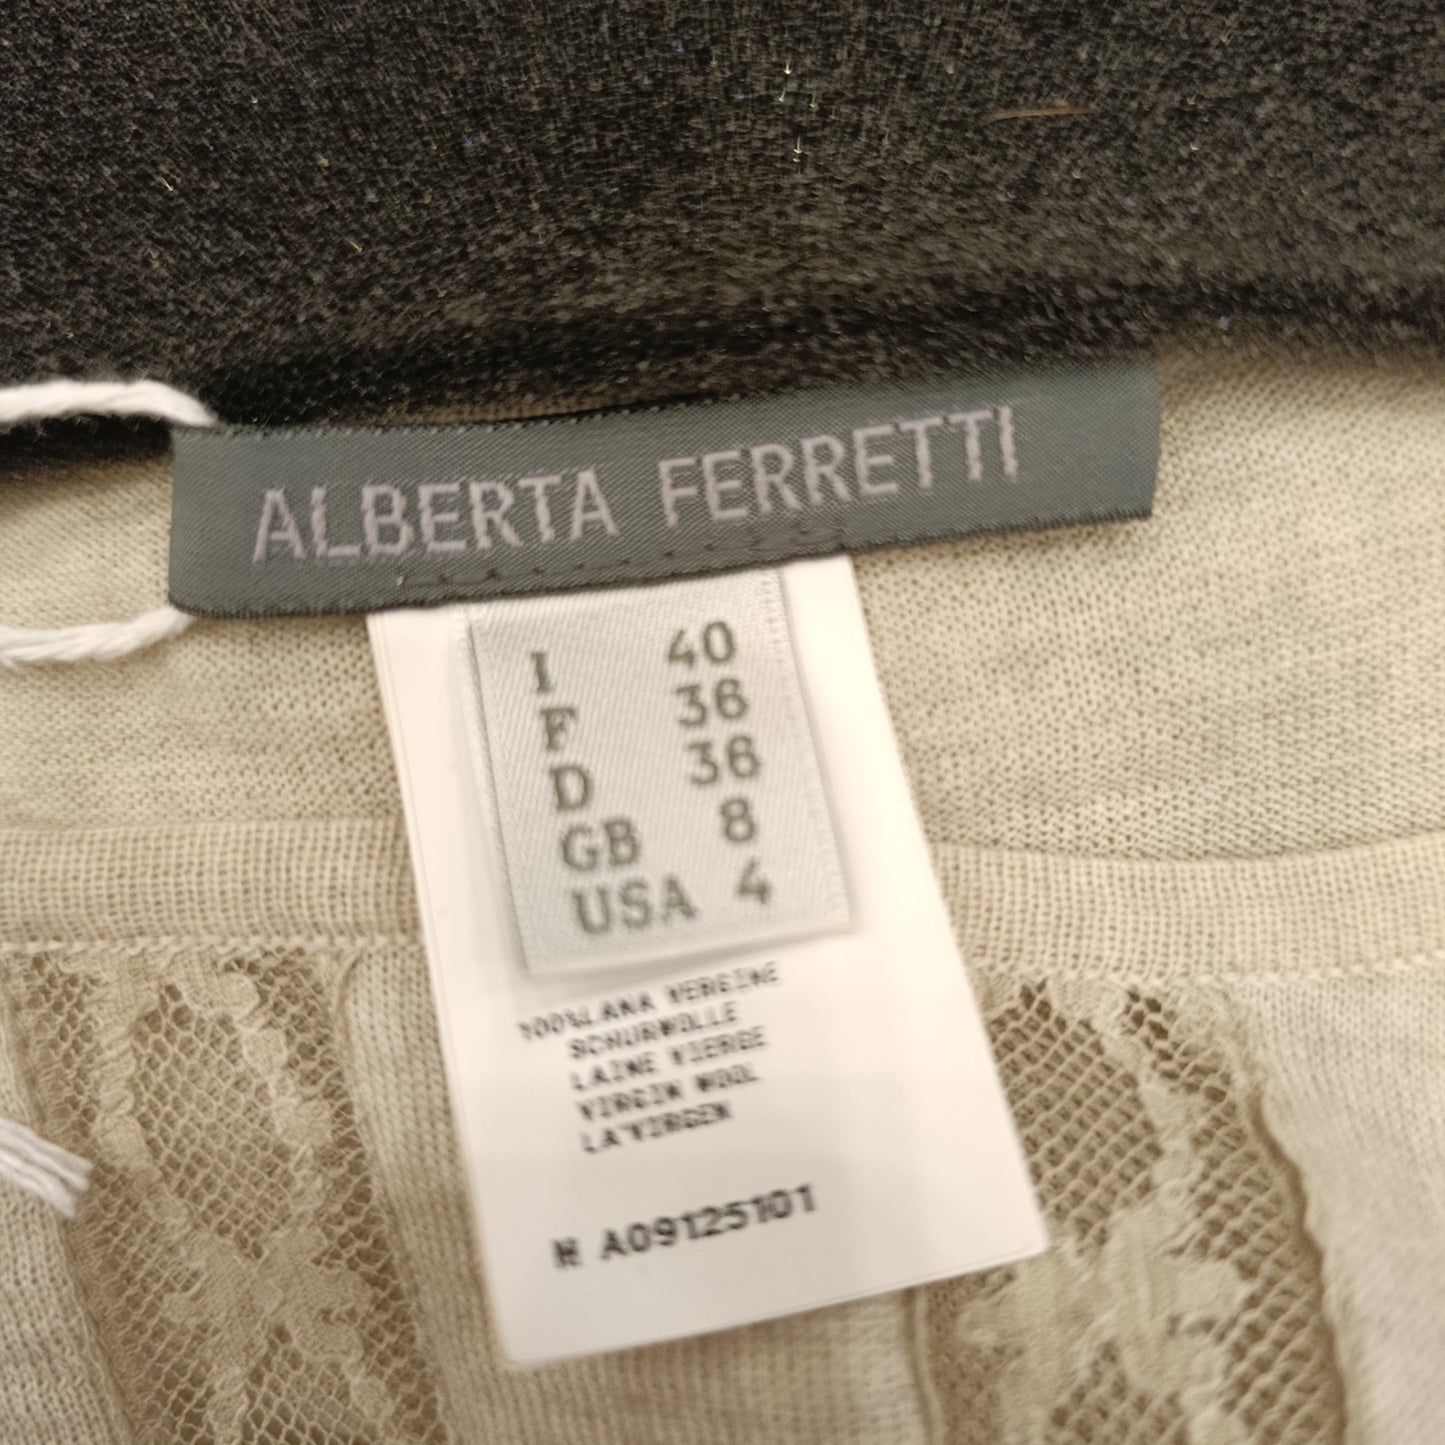 ALBERTA FERRETTI
I 40
F 36
D 36
GB 8
USA 4
100%LANA VERGINE
SCHURWOLLE
LAINE VIERGE
VIRGIN WOOL
LA'VIRGEN
N A09125101